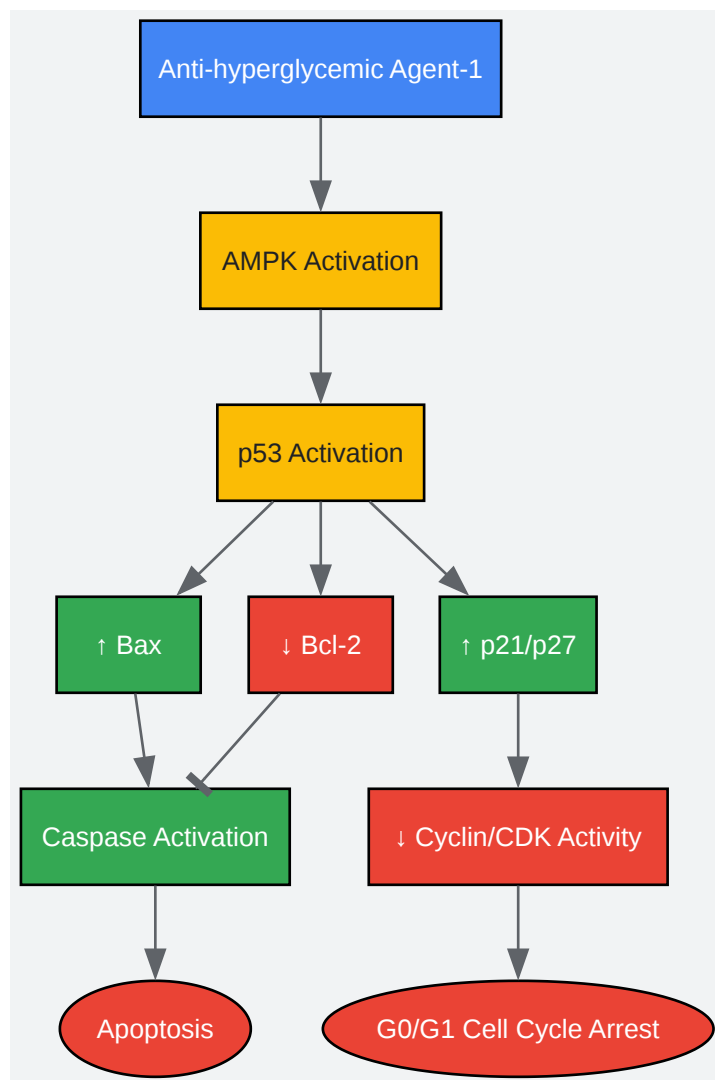 Anti-hyperglycemic Agent-1
AMPK Activation
p53 Activation
↑ Bax
↓ Bcl-2
↑ p21/p27
Caspase Activation
↓ Cyclin/CDK Activity
Apoptosis
G0/G1 Cell Cycle Arrest